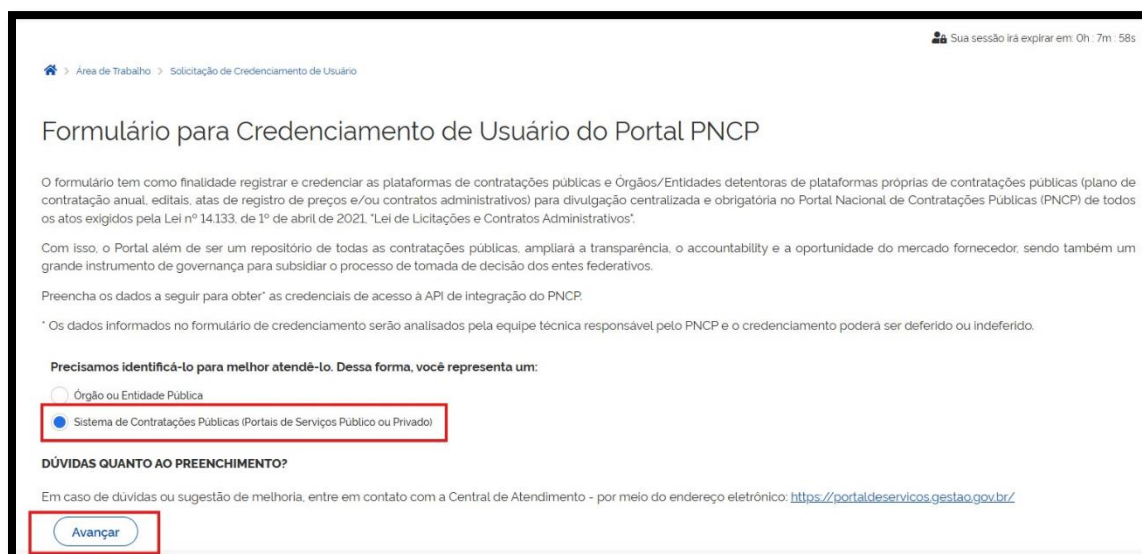 Sua sessão irá expirar em: 0h : 7m : 58s
Área de Trabalho > Solicitação de Credenciamento de Usuário
Formulário para Credenciamento de Usuário do Portal PNCP
O formulário tem como finalidade registrar e credenciar as plataformas de contratações públicas e Órgãos/Entidades detentoras de plataformas próprias de contratações públicas (plano de
contratação anual, editais, atas de registro de preços e/ou contratos administrativos) para divulgação centralizada e obrigatória no Portal Nacional de Contratações Públicas (PNCP) de todos
os atos exigidos pela Lei nº 14.133, de 1º de abril de 2021, "Lei de Licitações e Contratos Administrativos".
Com isso, o Portal além de ser um repositório de todas as contratações públicas, ampliará a transparência, o accountability e a oportunidade do mercado fornecedor, sendo também um
grande instrumento de governança para subsidiar o processo de tomada de decisão dos entes federativos.
Preencha os dados a seguir para obter* as credenciais de acesso à API de integração do PNCP.
* Os dados informados no formulário de credenciamento serão analisados pela equipe técnica responsável pelo PNCP e o credenciamento poderá ser deferido ou indeferido.
Precisamos identificá-lo para melhor atendê-lo. Dessa forma, você representa um:
Órgão ou Entidade Pública
Sistema de Contratações Públicas (Portais de Serviços Público ou Privado)
DÚVIDAS QUANTO AO PREENCHIMENTO?
Em caso de dúvidas ou sugestão de melhoria, entre em contato com a Central de Atendimento - por meio do endereço eletrônico: https://portaldeservicos.gestao.gov.br/
Avançar